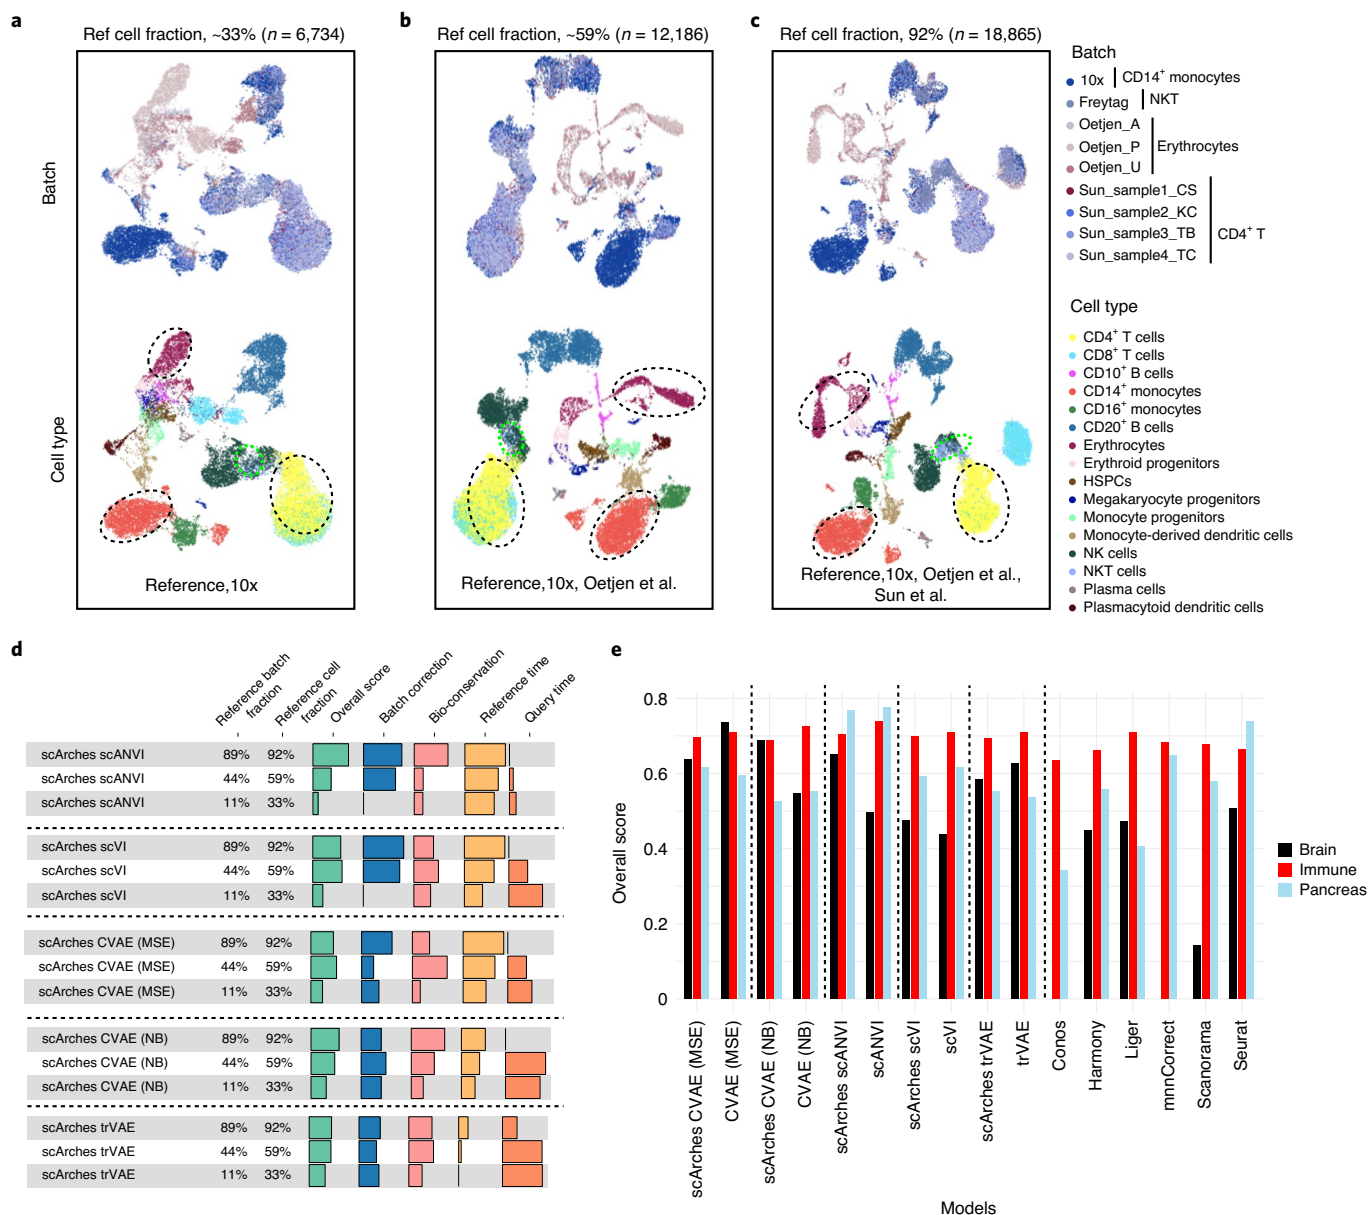 a
Ref cell fraction, ~33% (n = 6,734)
b
Ref cell fraction, ~59% (n = 12,186)
c
Ref cell fraction, 92% (n = 18,865)
Batch
Cell type
Reference,10x
Reference,10x, Oetjen et al.
Reference,10x, Oetjen et al.,
Sun et al.
Batch
10x
CD14⁺ monocytes
Freytag
NKT
Oetjen_A
Oetjen_P
Oetjen_U
Erythrocytes
Sun_sample1_CS
Sun_sample2_KC
Sun_sample3_TB
Sun_sample4_TC
CD4⁺ T
Cell type
CD4⁺ T cells
CD8⁺ T cells
CD10⁺ B cells
CD14⁺ monocytes
CD16⁺ monocytes
CD20⁺ B cells
Erythrocytes
Erythroid progenitors
HSPCs
Megakaryocyte progenitors
Monocyte progenitors
Monocyte-derived dendritic cells
NK cells
NKT cells
Plasma cells
Plasmacytoid dendritic cells
d
Reference batch
fraction
Reference cell
fraction
Overall score
Batch correction
Bio-conservation
Reference time
Query time
scArches scANVI 89% 92%
scArches scANVI 44% 59%
scArches scANVI 11% 33%
scArches scVI 89% 92%
scArches scVI 44% 59%
scArches scVI 11% 33%
scArches CVAE (MSE) 89% 92%
scArches CVAE (MSE) 44% 59%
scArches CVAE (MSE) 11% 33%
scArches CVAE (NB) 89% 92%
scArches CVAE (NB) 44% 59%
scArches CVAE (NB) 11% 33%
scArches trVAE 89% 92%
scArches trVAE 44% 59%
scArches trVAE 11% 33%
e
Overall score
0.8
0.6
0.4
0.2
0
scArches CVAE (MSE)
CVAE (MSE)
scArches CVAE (NB)
CVAE (NB)
scArches scANVI
scANVI
scArches scVI
scVI
scArches trVAE
trVAE
Conos
Harmony
Liger
mnnCorrect
Scanorama
Seurat
Models
Brain
Immune
Pancreas